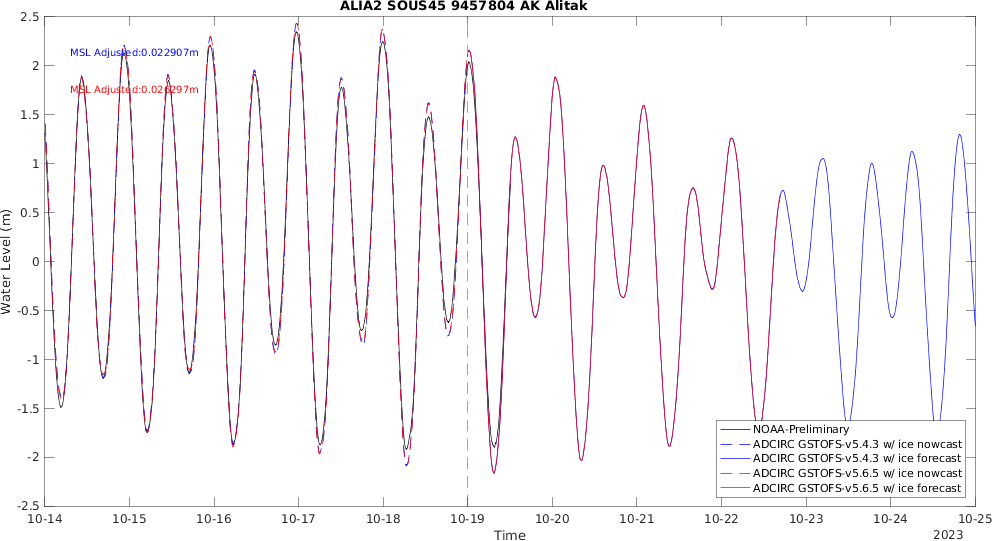 ALIA2 SOUS45 9457804 AK Alitak
2.5
2
1.5
1
0.5
0
-0.5
-1
-1.5
-2
-2.5
Water Level (m)
MSL Adjusted:0.022907m
MSL Adjusted:0.026297m
NOAA-Preliminary
ADCIRC GSTOFS-v5.4.3 w/ ice nowcast
ADCIRC GSTOFS-v5.4.3 w/ ice forecast
ADCIRC GSTOFS-v5.6.5 w/ ice nowcast
ADCIRC GSTOFS-v5.6.5 w/ ice forecast
10-14 10-15 10-16 10-17 10-18 10-19 10-20 10-21 10-22 10-23 10-24 10-25
Time
2023